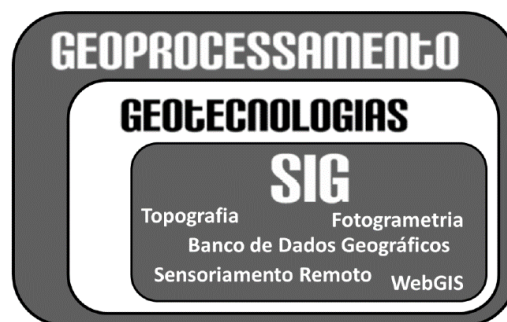 GEOPROCESSAMENTO
GEOTECNOLOGIAS
SIG
Topografia Fotogrametria
Banco de Dados Geográficos
Sensoriamento Remoto WebGIS